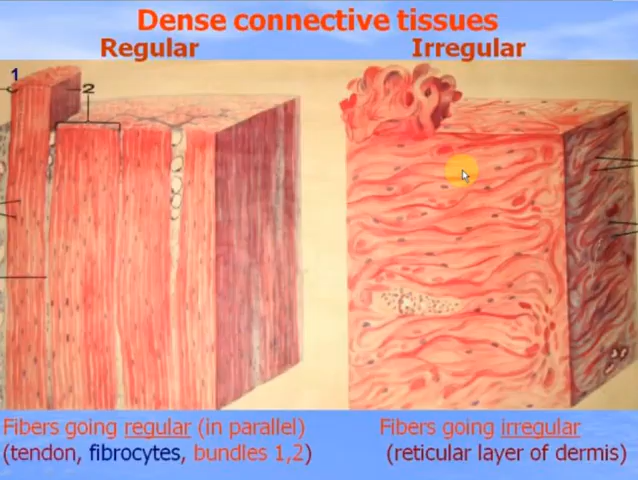 Dense connective tissues
Regular
Irregular
1
2
Fibers going regular (in parallel)
(tendon, fibrocytes, bundles 1,2)
Fibers going irregular
(reticular layer of dermis)